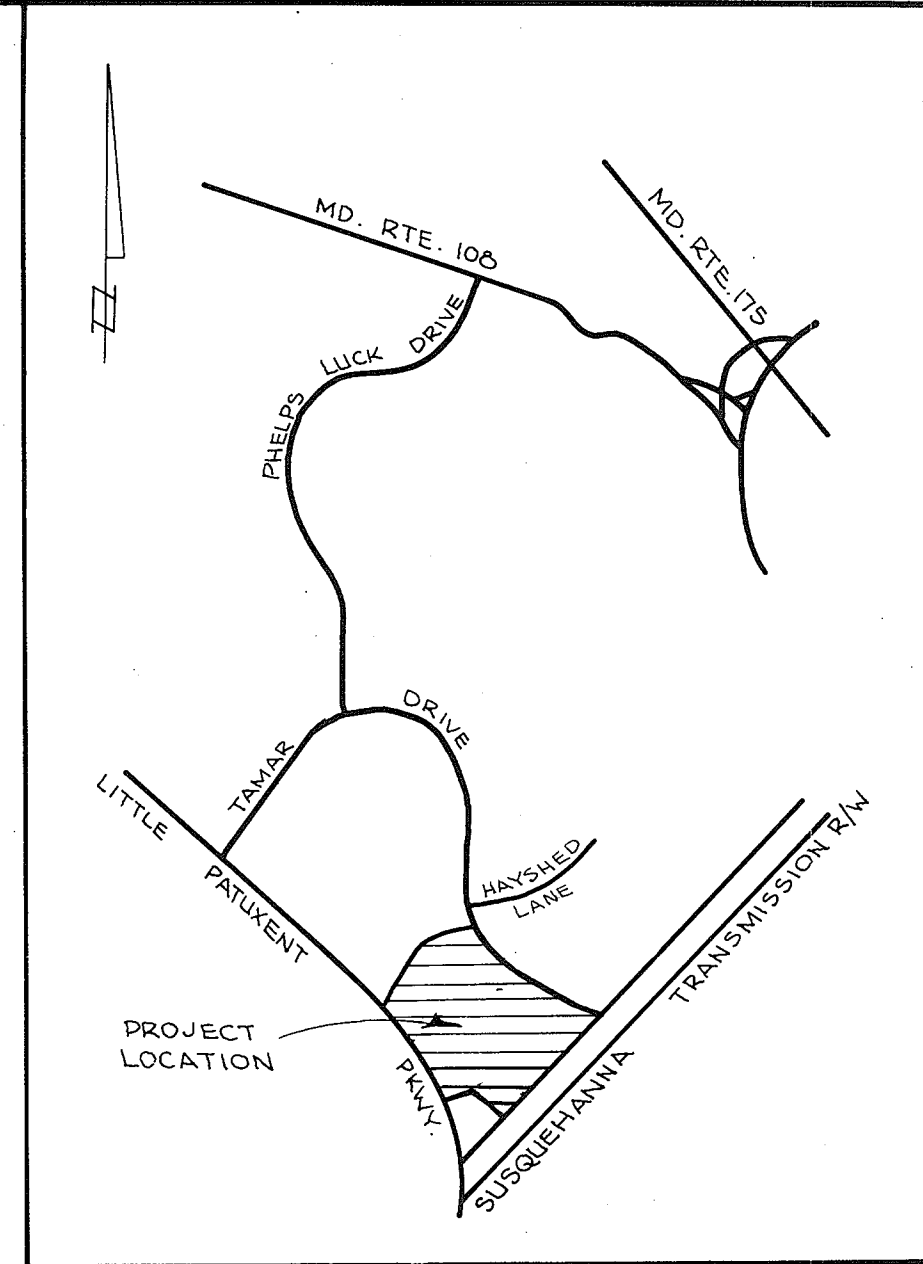 MD. RTE. 108
MD. RTE. 175
PHELPS LUCK DRIVE
N
TAMAR DRIVE
LITTLE PATUXENT PKWY.
HAYSHED
LANE
SUSQUEHANNA TRANSMISSION R/W
PROJECT
LOCATION